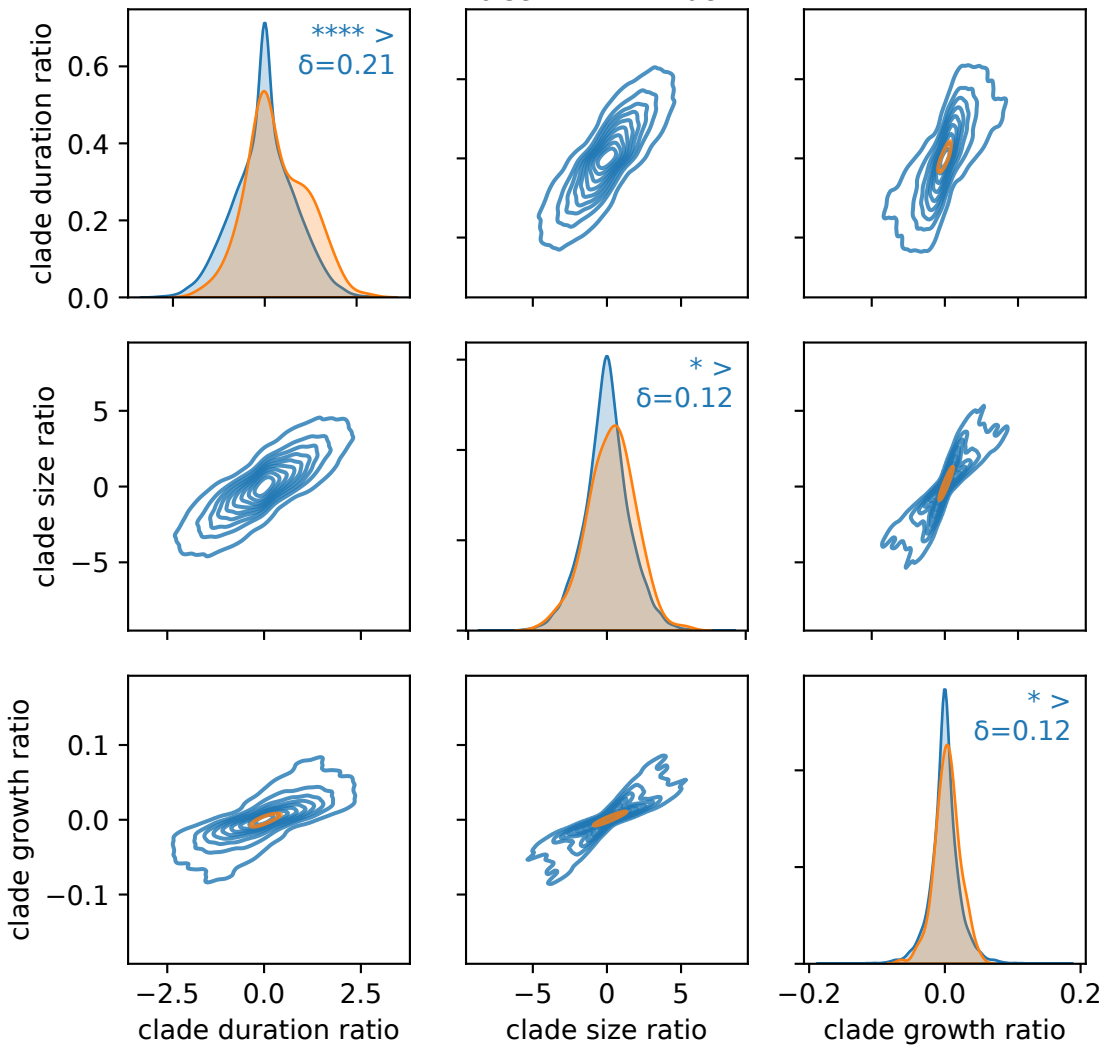 clade duration ratio
0.6
0.4
0.2
0.0
**** >
δ=0.21
clade size ratio
5
0
−5
* >
δ=0.12
clade growth ratio
0.1
0.0
−0.1
* >
δ=0.12
−2.5 0.0 2.5
clade duration ratio
−5 0 5
clade size ratio
−0.2 0.0 0.2
clade growth ratio